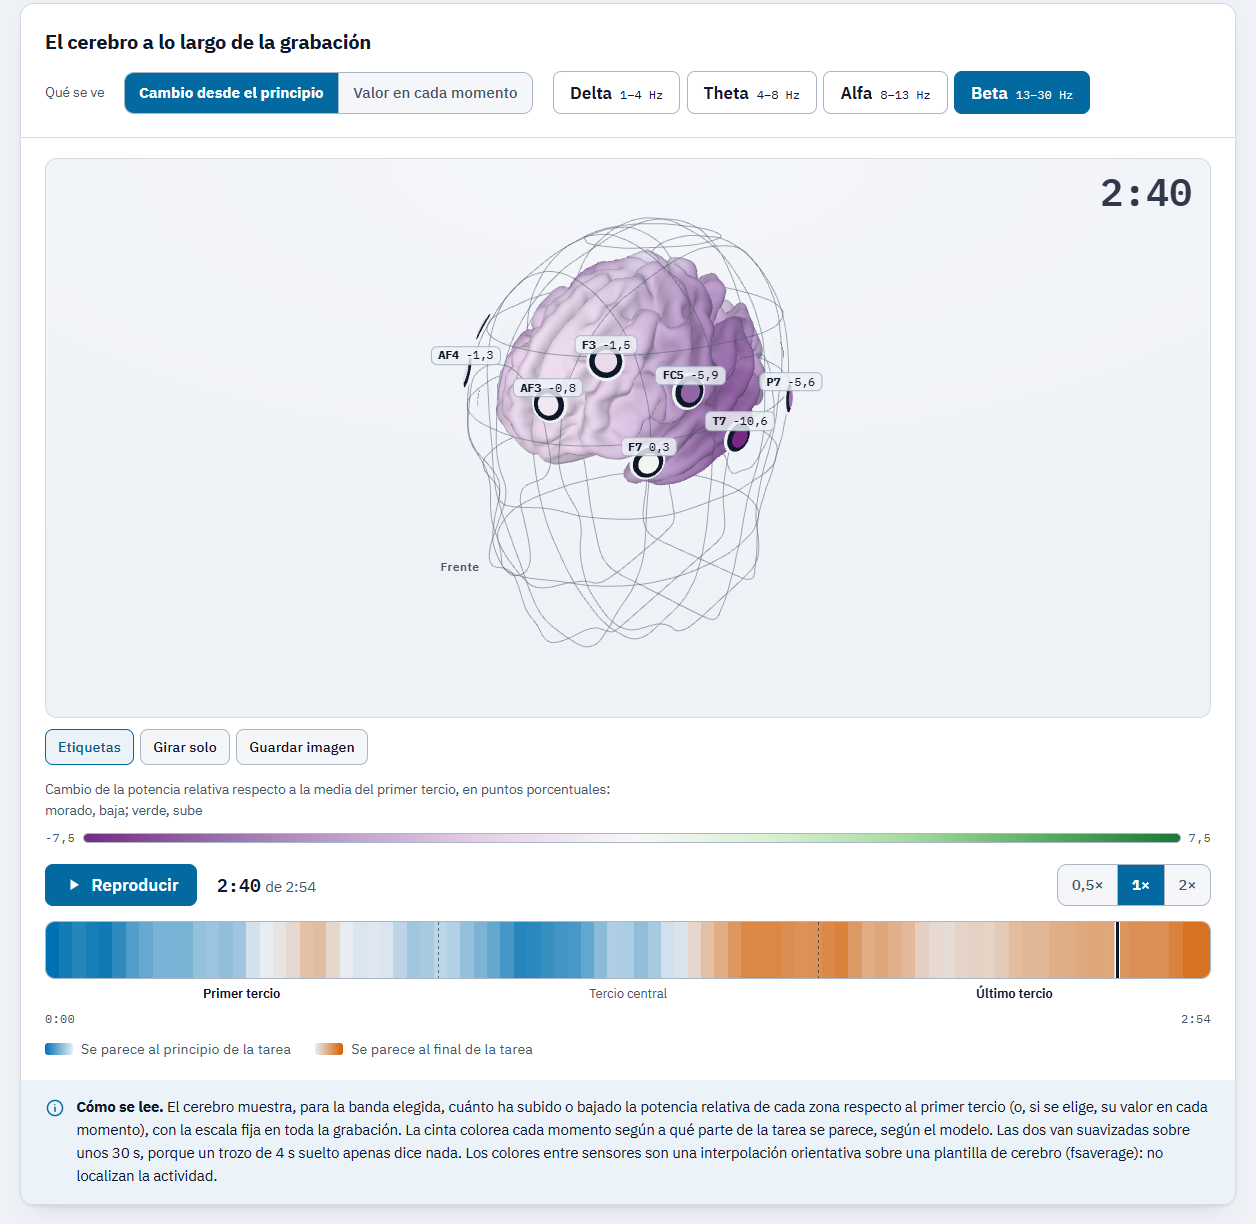 El cerebro a lo largo de la grabación
Qué se ve
Cambio desde el principio
Valor en cada momento
Delta 1–4 Hz
Theta 4–8 Hz
Alfa 8–13 Hz
Beta 13–30 Hz
2:40
F3 -1,5
AF4 -1,3
FC5 -5,9
P7 -5,6
AF3 -0,8
T7 -10,6
F7 0,3
Frente
Etiquetas
Girar solo
Guardar imagen
Cambio de la potencia relativa respecto a la media del primer tercio, en puntos porcentuales:
morado, baja; verde, sube
-7,5
7,5
Reproducir
2:40 de 2:54
0,5×
1×
2×
Primer tercio
Tercio central
Último tercio
0:00
2:54
Se parece al principio de la tarea
Se parece al final de la tarea
Cómo se lee. El cerebro muestra, para la banda elegida, cuánto ha subido o bajado la potencia relativa de cada zona respecto al primer tercio (o, si se elige, su valor en cada
momento), con la escala fija en toda la grabación. La cinta colorea cada momento según a qué parte de la tarea se parece, según el modelo. Las dos van suavizadas sobre
unos 30 s, porque un trozo de 4 s suelto apenas dice nada. Los colores entre sensores son una interpolación orientativa sobre una plantilla de cerebro (fsaverage): no
localizan la actividad.